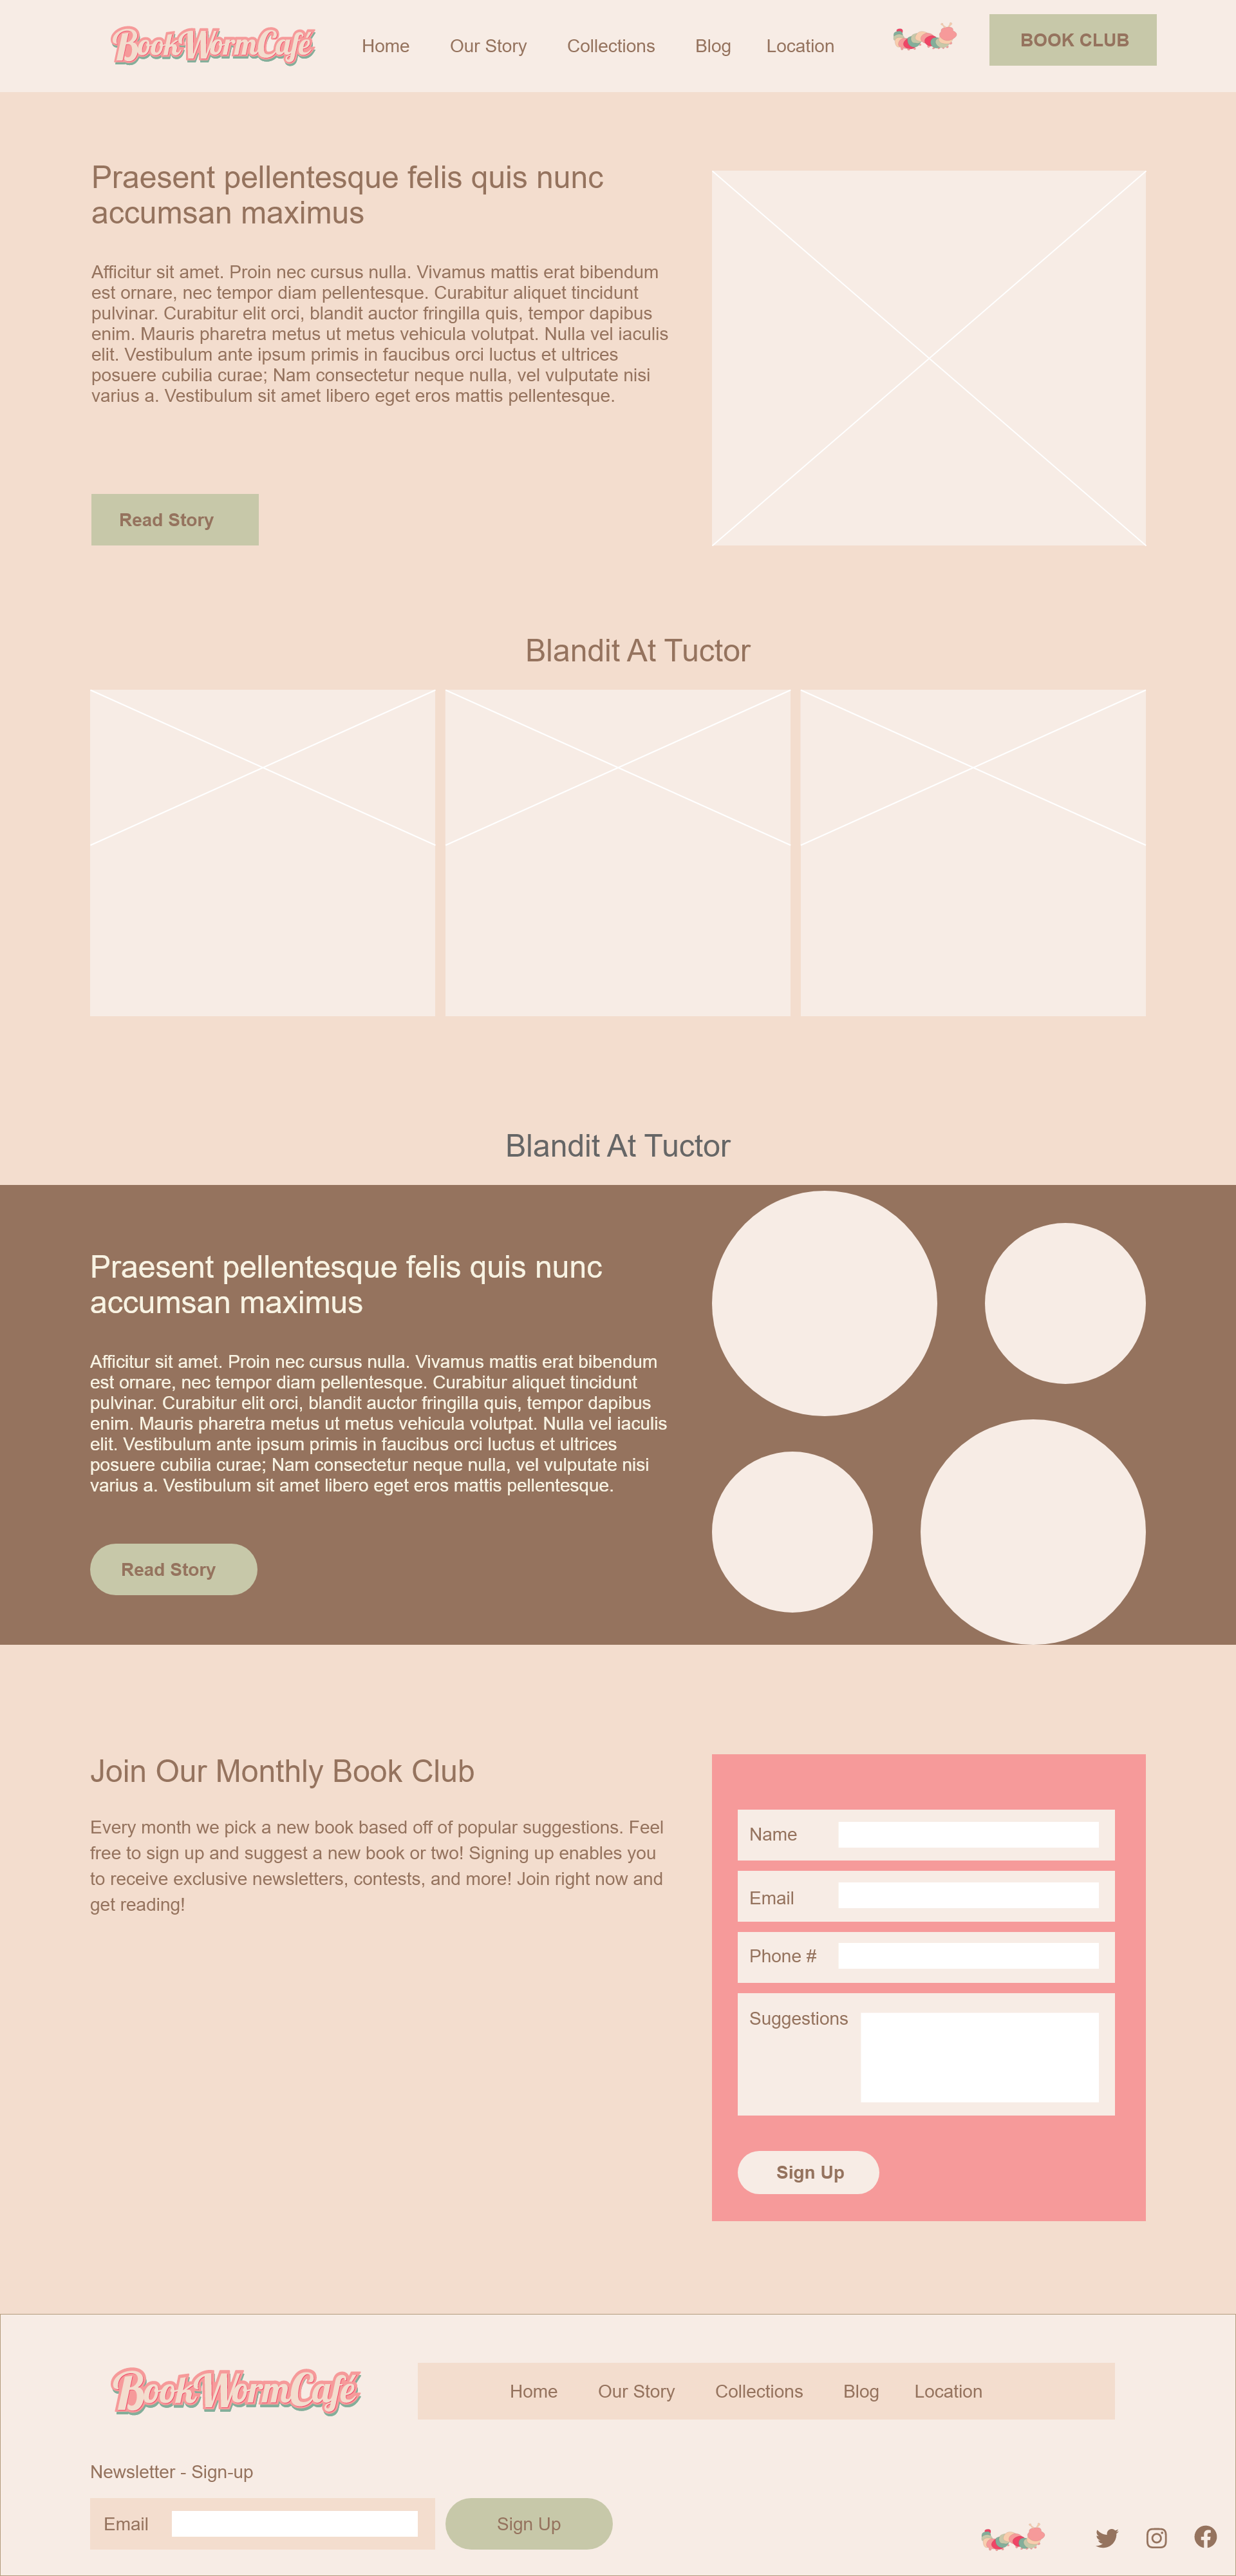 BookWormCafé
Home Our Story Collections Blog Location
BOOK CLUB
Praesent pellentesque felis quis nunc
accumsan maximus
Afficitur sit amet. Proin nec cursus nulla. Vivamus mattis erat bibendum
est ornare, nec tempor diam pellentesque. Curabitur aliquet tincidunt
pulvinar. Curabitur elit orci, blandit auctor fringilla quis, tempor dapibus
enim. Mauris pharetra metus ut metus vehicula volutpat. Nulla vel iaculis
elit. Vestibulum ante ipsum primis in faucibus orci luctus et ultrices
posuere cubilia curae; Nam consectetur neque nulla, vel vulputate nisi
varius a. Vestibulum sit amet libero eget eros mattis pellentesque.
Read Story
Blandit At Tuctor
Blandit At Tuctor
Praesent pellentesque felis quis nunc
accumsan maximus
Afficitur sit amet. Proin nec cursus nulla. Vivamus mattis erat bibendum
est ornare, nec tempor diam pellentesque. Curabitur aliquet tincidunt
pulvinar. Curabitur elit orci, blandit auctor fringilla quis, tempor dapibus
enim. Mauris pharetra metus ut metus vehicula volutpat. Nulla vel iaculis
elit. Vestibulum ante ipsum primis in faucibus orci luctus et ultrices
posuere cubilia curae; Nam consectetur neque nulla, vel vulputate nisi
varius a. Vestibulum sit amet libero eget eros mattis pellentesque.
Read Story
Join Our Monthly Book Club
Every month we pick a new book based off of popular suggestions. Feel
free to sign up and suggest a new book or two! Signing up enables you
to receive exclusive newsletters, contests, and more! Join right now and
get reading!
Name
Email
Phone #
Suggestions
Sign Up
BookWormCafé
Home Our Story Collections Blog Location
Newsletter - Sign-up
Email
Sign Up